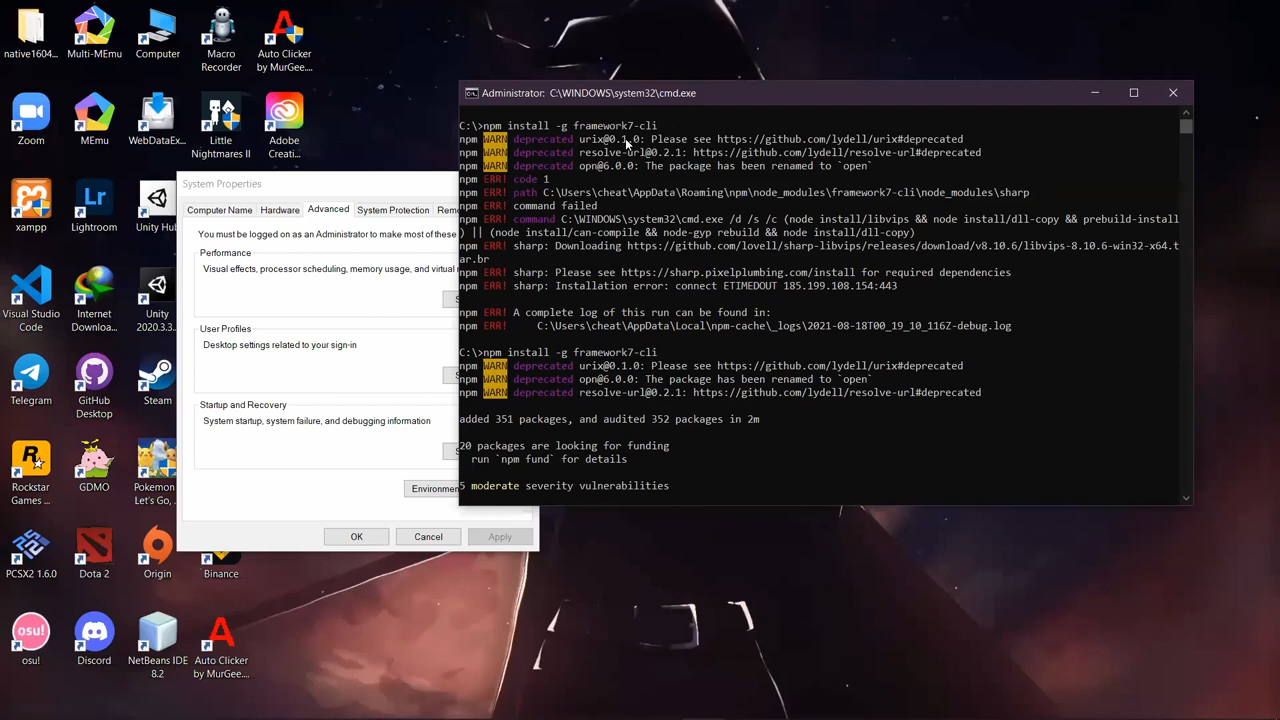 native1604...
Multi-MEmu
Computer
Macro
Recorder
Auto Clicker
by MurGee....
Zoom
MEmu
WebDataEx...
Little
Nightmares II
Adobe
Creati...
xampp
Lightroom
Unity Hub
Visual Studio
Code
Internet
Downloa...
Unity
2020.3.3...
Telegram
GitHub
Desktop
Steam
Rockstar
Games ...
GDMO
Pokemon
Let's Go, ...
PCSX2 1.6.0
Dota 2
Origin
Binance
osu!
osu!
Discord
NetBeans IDE
8.2
Auto Clicker
by MurGee....
System Properties
Computer Name
Hardware
Advanced
System Protection
Remo
You must be logged on as an Administrator to make most of these
Performance
Visual effects, processor scheduling, memory usage, and virtual
S
User Profiles
Desktop settings related to your sign-in
S
Startup and Recovery
System startup, system failure, and debugging information
S
Environmen
OK
Cancel
Apply
Administrator: C:\WINDOWS\system32\cmd.exe
C:\>npm install -g framework7-cli
npm WARN deprecated urix@0.1.0: Please see https://github.com/lydell/urix#deprecated
npm WARN deprecated resolve-url@0.2.1: https://github.com/lydell/resolve-url#deprecated
npm WARN deprecated opn@6.0.0: The package has been renamed to `open`
npm ERR! code 1
npm ERR! path C:\Users\cheat\AppData\Roaming\npm\node_modules\framework7-cli\node_modules\sharp
npm ERR! command failed
npm ERR! command C:\WINDOWS\system32\cmd.exe /d /s /c (node install/libvips && node install/dll-copy && prebuild-install
) || (node install/can-compile && node-gyp rebuild && node install/dll-copy)
npm ERR! sharp: Downloading https://github.com/lovell/sharp-libvips/releases/download/v8.10.6/libvips-8.10.6-win32-x64.t
ar.br
npm ERR! sharp: Please see https://sharp.pixelplumbing.com/install for required dependencies
npm ERR! sharp: Installation error: connect ETIMEDOUT 185.199.108.154:443
npm ERR! A complete log of this run can be found in:
npm ERR!     C:\Users\cheat\AppData\Local\npm-cache\_logs\2021-08-18T00_19_10_116Z-debug.log
C:\>npm install -g framework7-cli
npm WARN deprecated urix@0.1.0: Please see https://github.com/lydell/urix#deprecated
npm WARN deprecated opn@6.0.0: The package has been renamed to `open`
npm WARN deprecated resolve-url@0.2.1: https://github.com/lydell/resolve-url#deprecated
added 351 packages, and audited 352 packages in 2m
20 packages are looking for funding
  run `npm fund` for details
5 moderate severity vulnerabilities